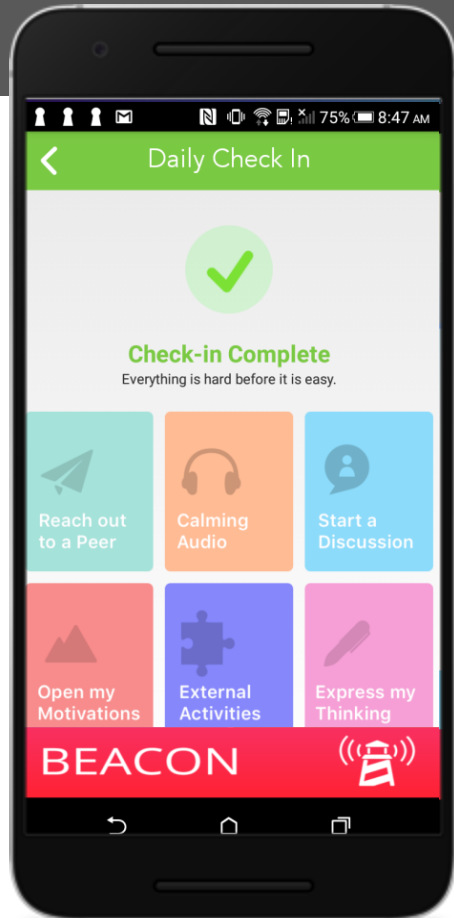 75% 8:47 AM
Daily Check In
Check-in Complete
Everything is hard before it is easy.
Reach out
to a Peer
Calming
Audio
Start a
Discussion
Open my
Motivations
External
Activities
Express my
Thinking
BEACON